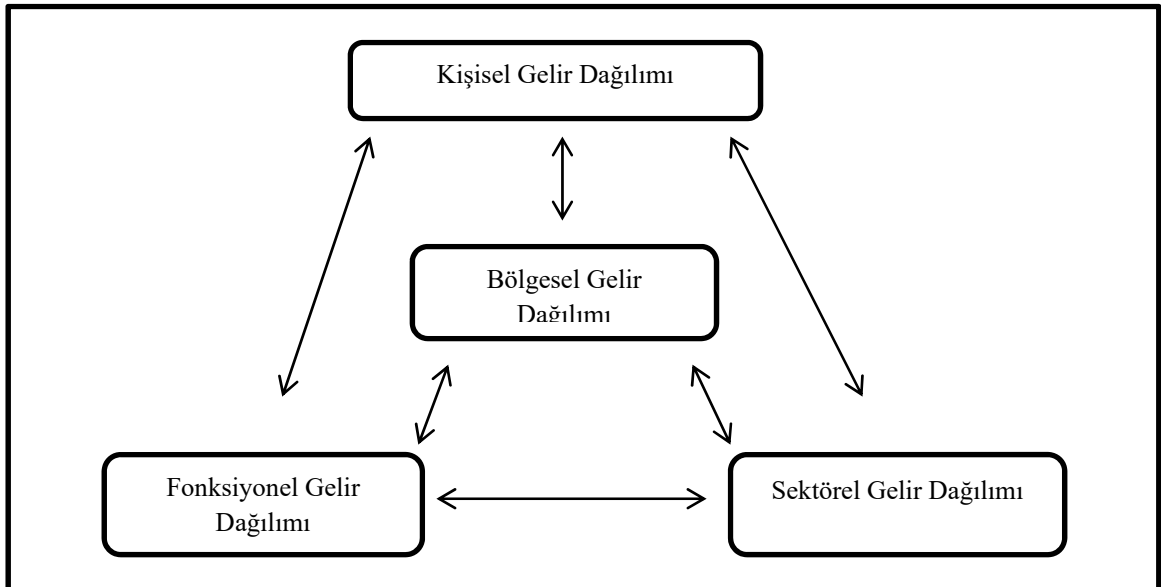 Kişisel Gelir Dağılımı
Bölgesel Gelir
Dağılımı
Fonksiyonel Gelir
Dağılımı
Sektörel Gelir Dağılımı